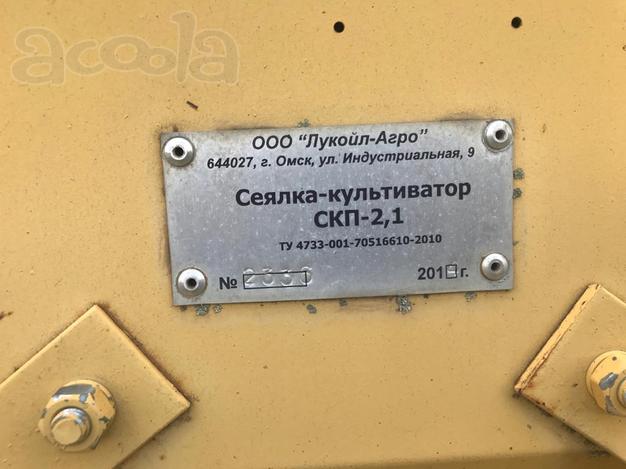 acoola
ООО "Лукойл-Агро"
644027, г. Омск, ул. Индустриальная, 9
Сеялка-культиватор
СКП-2,1
ТУ 4733-001-70516610-2010
№
г.